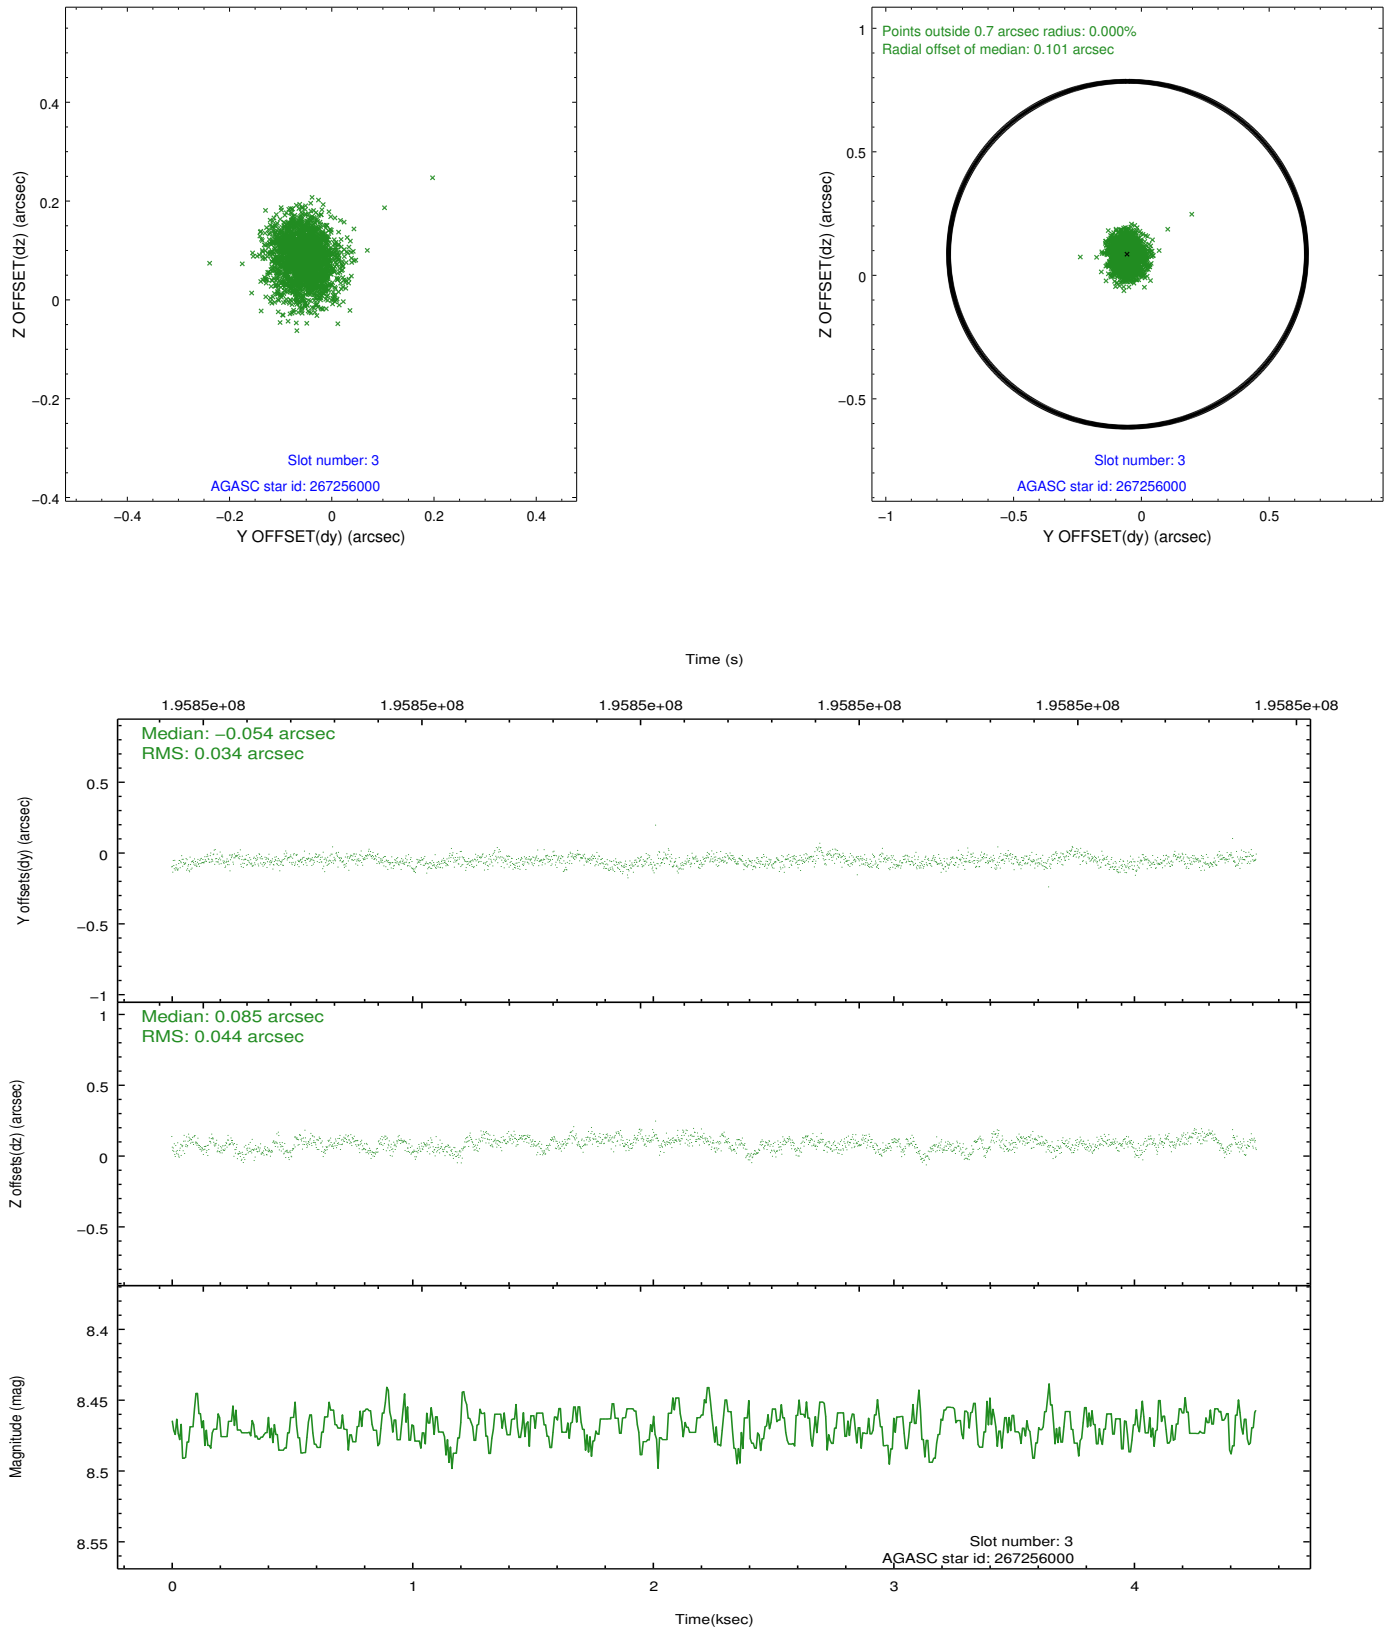 0.4
0.2
0
−0.2
−0.4
Z OFFSET(dz) (arcsec)
Slot number: 3
AGASC star id: 267256000
−0.4
−0.2
0
0.2
0.4
Y OFFSET(dy) (arcsec)
Points outside 0.7 arcsec radius: 0.000%
Radial offset of median: 0.101 arcsec
1
0.5
0
−0.5
Z OFFSET(dz) (arcsec)
Slot number: 3
AGASC star id: 267256000
−1
−0.5
0
0.5
Y OFFSET(dy) (arcsec)
Time (s)
1.9585e+08
1.9585e+08
1.9585e+08
1.9585e+08
1.9585e+08
1.9585e+08
Median: −0.054 arcsec
RMS: 0.034 arcsec
0.5
0
−0.5
−1
Y offsets(dy) (arcsec)
Median: 0.085 arcsec
RMS: 0.044 arcsec
1
0.5
0
−0.5
Z offsets(dz) (arcsec)
8.4
8.45
8.5
8.55
Magnitude (mag)
Slot number: 3
AGASC star id: 267256000
0
1
2
3
4
Time(ksec)